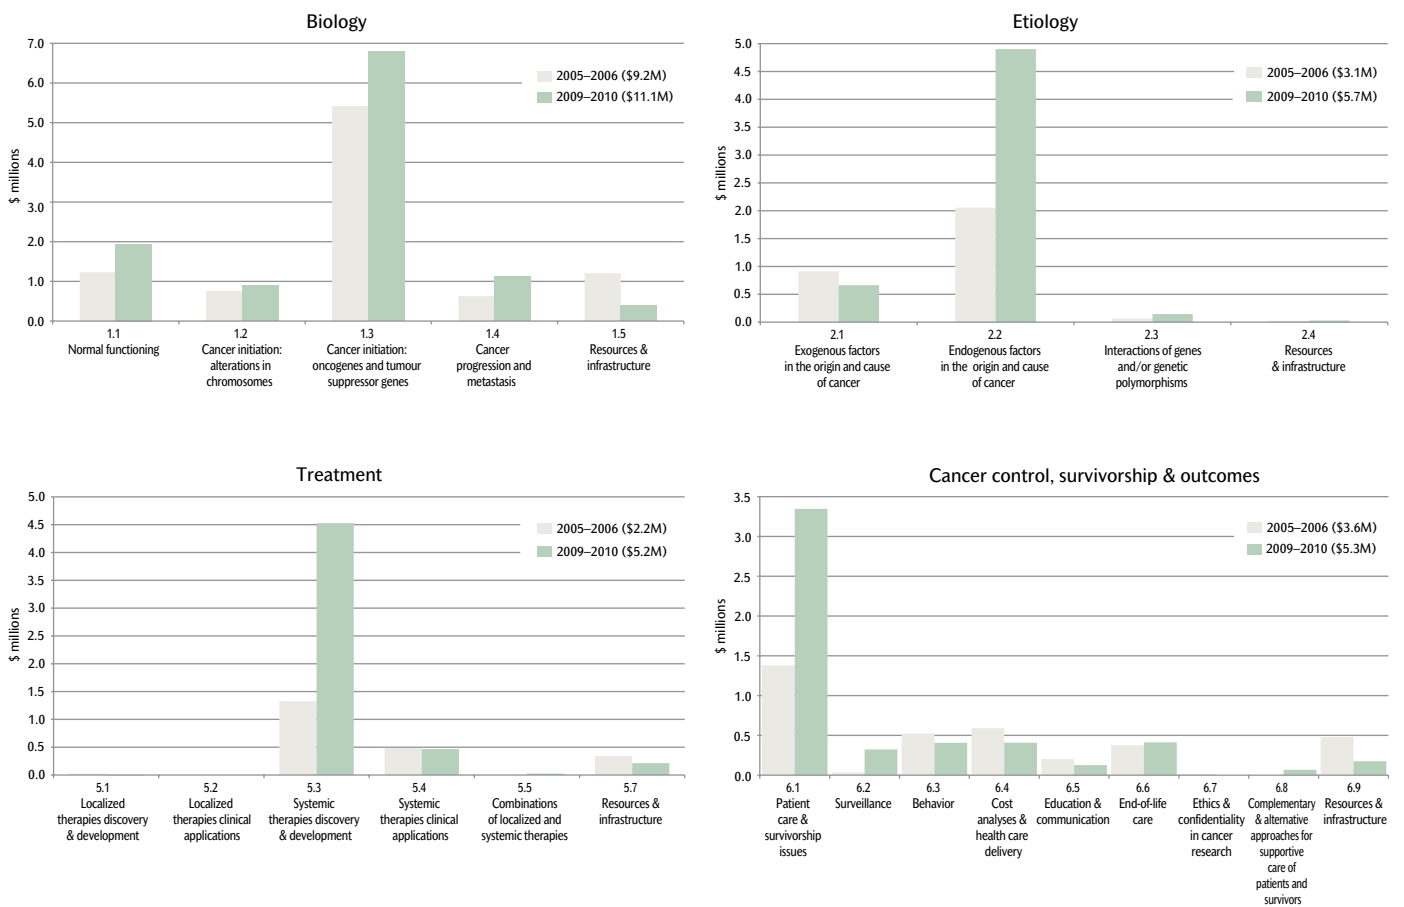 Biology
7.0
6.0
5.0
4.0
3.0
2.0
1.0
0.0
$ millions
2005–2006 ($9.2M)
2009–2010 ($11.1M)
1.1
Normal functioning
1.2
Cancer initiation:
alterations in
chromosomes
1.3
Cancer initiation:
oncogenes and tumour
suppressor genes
1.4
Cancer
progression and
metastasis
1.5
Resources &
infrastructure
Etiology
5.0
4.5
4.0
3.5
3.0
2.5
2.0
1.5
1.0
0.5
0.0
$ millions
2005–2006 ($3.1M)
2009–2010 ($5.7M)
2.1
Exogenous factors
in the origin and cause
of cancer
2.2
Endogenous factors
in the origin and cause
of cancer
2.3
Interactions of genes
and/or genetic
polymorphisms
2.4
Resources
& infrastructure
Treatment
5.0
4.5
4.0
3.5
3.0
2.5
2.0
1.5
1.0
0.5
0.0
$ millions
2005–2006 ($2.2M)
2009–2010 ($5.2M)
5.1
Localized
therapies discovery
& development
5.2
Localized
therapies clinical
applications
5.3
Systemic
therapies discovery
& development
5.4
Systemic
therapies clinical
applications
5.5
Combinations
of localized and
systemic therapies
5.7
Resources &
infrastructure
Cancer control, survivorship & outcomes
3.5
3.0
2.5
2.0
1.5
1.0
0.5
0.0
$ millions
2005–2006 ($3.6M)
2009–2010 ($5.3M)
6.1
Patient
care &
survivorship
issues
6.2
Surveillance
6.3
Behavior
6.4
Cost
analyses &
health care
delivery
6.5
Education &
communication
6.6
End-of-life
care
6.7
Ethics &
confidentiality
in cancer
research
6.8
Complementary
& alternative
approaches for
supportive
care of
patients and
survivors
6.9
Resources &
infrastructure